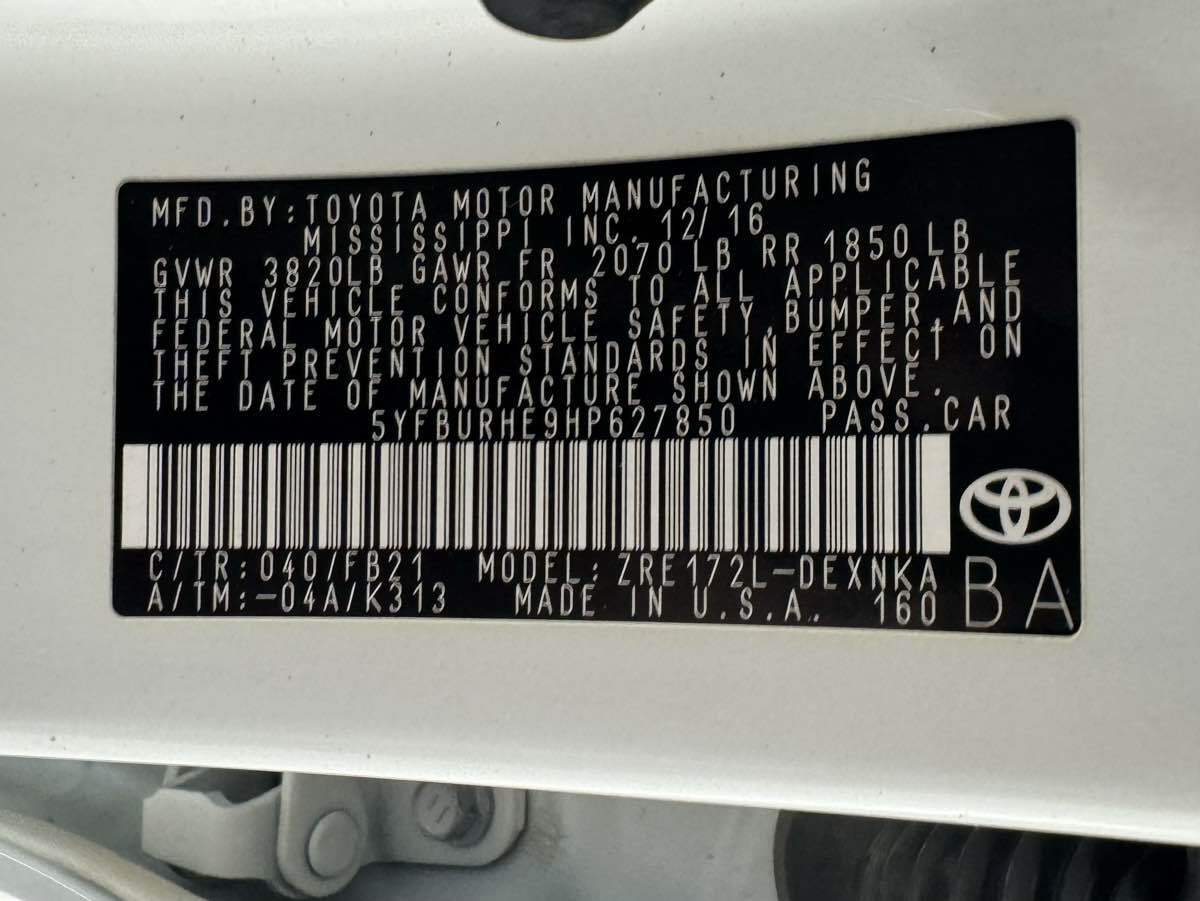 MFD.BY:TOYOTA MOTOR MANUFACTURING
MISSISSIPPI INC. 12/16
GVWR 3820LB GAWR FR 2070 LB RR 1850 LB
THIS VEHICLE CONFORMS TO ALL APPLICABLE
FEDERAL MOTOR VEHICLE SAFETY,BUMPER,AND
THEFT PREVENTION STANDARDS IN EFFECT ON
THE DATE OF MANUFACTURE SHOWN ABOVE.
5YFBURHE9HP627850 PASS.CAR
C/TR:040/FB21 MODEL:ZRE172L-DEXNKA
A/TM:-04A/K313 MADE IN U.S.A. 160
BA